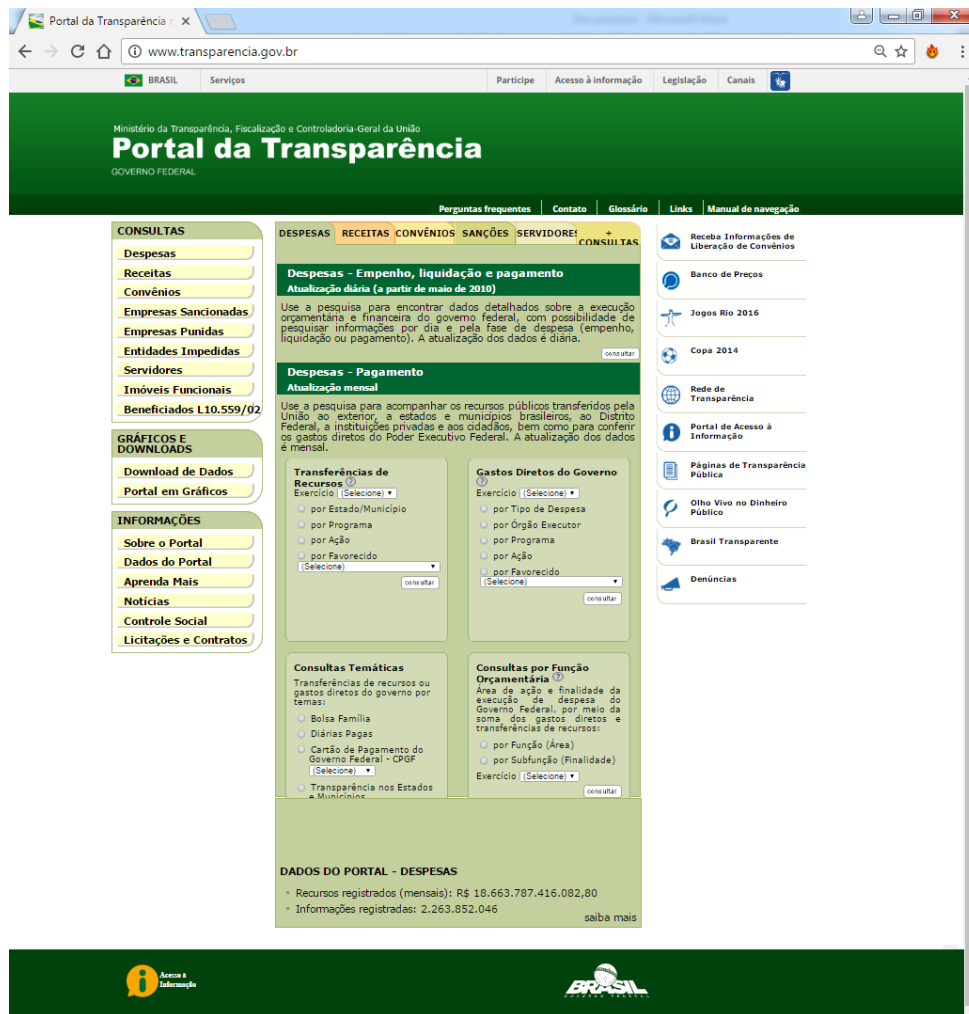 Portal da Transparência
www.transparencia.gov.br
BRASIL Serviços Participe Acesso à informação Legislação Canais
Ministério da Transparência, Fiscalização e Controladoria-Geral da União
Portal da Transparência
GOVERNO FEDERAL
Perguntas frequentes Contato Glossário Links Manual de navegação
CONSULTAS
Despesas
Receitas
Convênios
Empresas Sancionadas
Empresas Punidas
Entidades Impedidas
Servidores
Imóveis Funcionais
Beneficiados L10.559/02
GRÁFICOS E
DOWNLOADS
Download de Dados
Portal em Gráficos
INFORMAÇÕES
Sobre o Portal
Dados do Portal
Aprenda Mais
Notícias
Controle Social
Licitações e Contratos
DESPESAS RECEITAS CONVÊNIOS SANÇÕES SERVIDORES +
CONSULTAS
Despesas - Empenho, liquidação e pagamento
Atualização diária (a partir de maio de 2010)
Use a pesquisa para encontrar dados detalhados sobre a execução
orçamentária e financeira do governo federal, com possibilidade de
pesquisar informações por dia e pela fase de despesa (empenho,
liquidação ou pagamento). A atualização dos dados é diária.
consultar
Despesas - Pagamento
Atualização mensal
Use a pesquisa para acompanhar os recursos públicos transferidos pela
União ao exterior, a estados e municípios brasileiros, ao Distrito
Federal, a instituições privadas e aos cidadãos, bem como para conferir
os gastos diretos do Poder Executivo Federal. A atualização dos dados
é mensal.
Transferências de
Recursos ?
Exercício (Selecione)
por Estado/Município
por Programa
por Ação
por Favorecido
(Selecione)
consultar
Gastos Diretos do Governo
?
Exercício (Selecione)
por Tipo de Despesa
por Órgão Executor
por Programa
por Ação
por Favorecido
(Selecione)
consultar
Consultas Temáticas
Transferências de recursos ou
gastos diretos do governo por
temas:
Bolsa Família
Diárias Pagas
Cartão de Pagamento do
Governo Federal - CPGF
(Selecione)
Transparência nos Estados
e Municípios
Consultas por Função
Orçamentária ?
Área de ação e finalidade da
execução de despesa do
Governo Federal, por meio da
soma dos gastos diretos e
transferências de recursos:
por Função (Área)
por Subfunção (Finalidade)
Exercício (Selecione)
consultar
DADOS DO PORTAL - DESPESAS
Recursos registrados (mensais): R$ 18.663.787.416.082,80
Informações registradas: 2.263.852.046
saiba mais
Receba Informações de
Liberação de Convênios
Banco de Preços
Jogos Rio 2016
Copa 2014
Rede de
Transparência
Portal de Acesso à
Informação
Páginas de Transparência
Pública
Olho Vivo no Dinheiro
Público
Brasil Transparente
Denúncias
Acesso à
Informação
BRASIL
GOVERNO FEDERAL